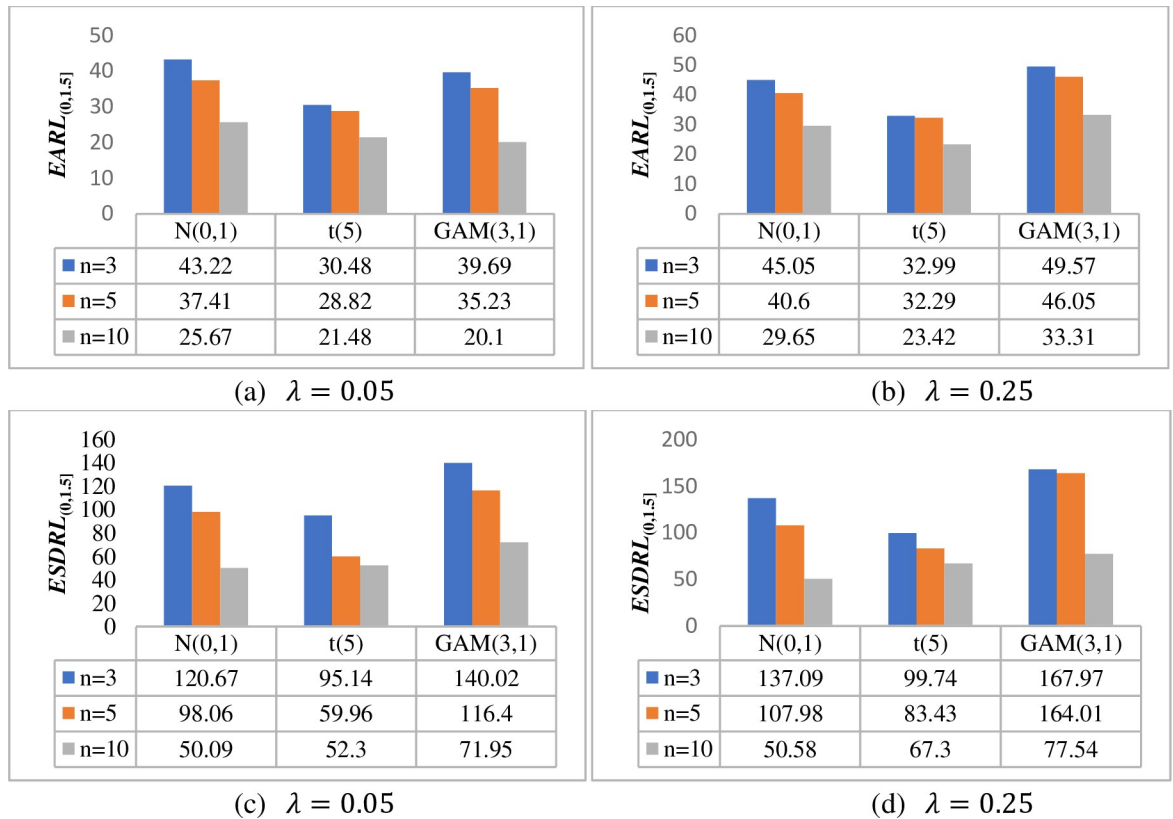 50
40
30
20
10
0
EARL(0,1.5]
N(0,1) t(5) GAM(3,1)
n=3 43.22 30.48 39.69
n=5 37.41 28.82 35.23
n=10 25.67 21.48 20.1
(a) λ = 0.05
60
50
40
30
20
10
0
EARL(0,1.5]
N(0,1) t(5) GAM(3,1)
n=3 45.05 32.99 49.57
n=5 40.6 32.29 46.05
n=10 29.65 23.42 33.31
(b) λ = 0.25
160
140
120
100
80
60
40
20
0
ESDRL(0,1.5]
N(0,1) t(5) GAM(3,1)
n=3 120.67 95.14 140.02
n=5 98.06 59.96 116.4
n=10 50.09 52.3 71.95
(c) λ = 0.05
200
150
100
50
0
ESDRL(0,1.5]
N(0,1) t(5) GAM(3,1)
n=3 137.09 99.74 167.97
n=5 107.98 83.43 164.01
n=10 50.58 67.3 77.54
(d) λ = 0.25